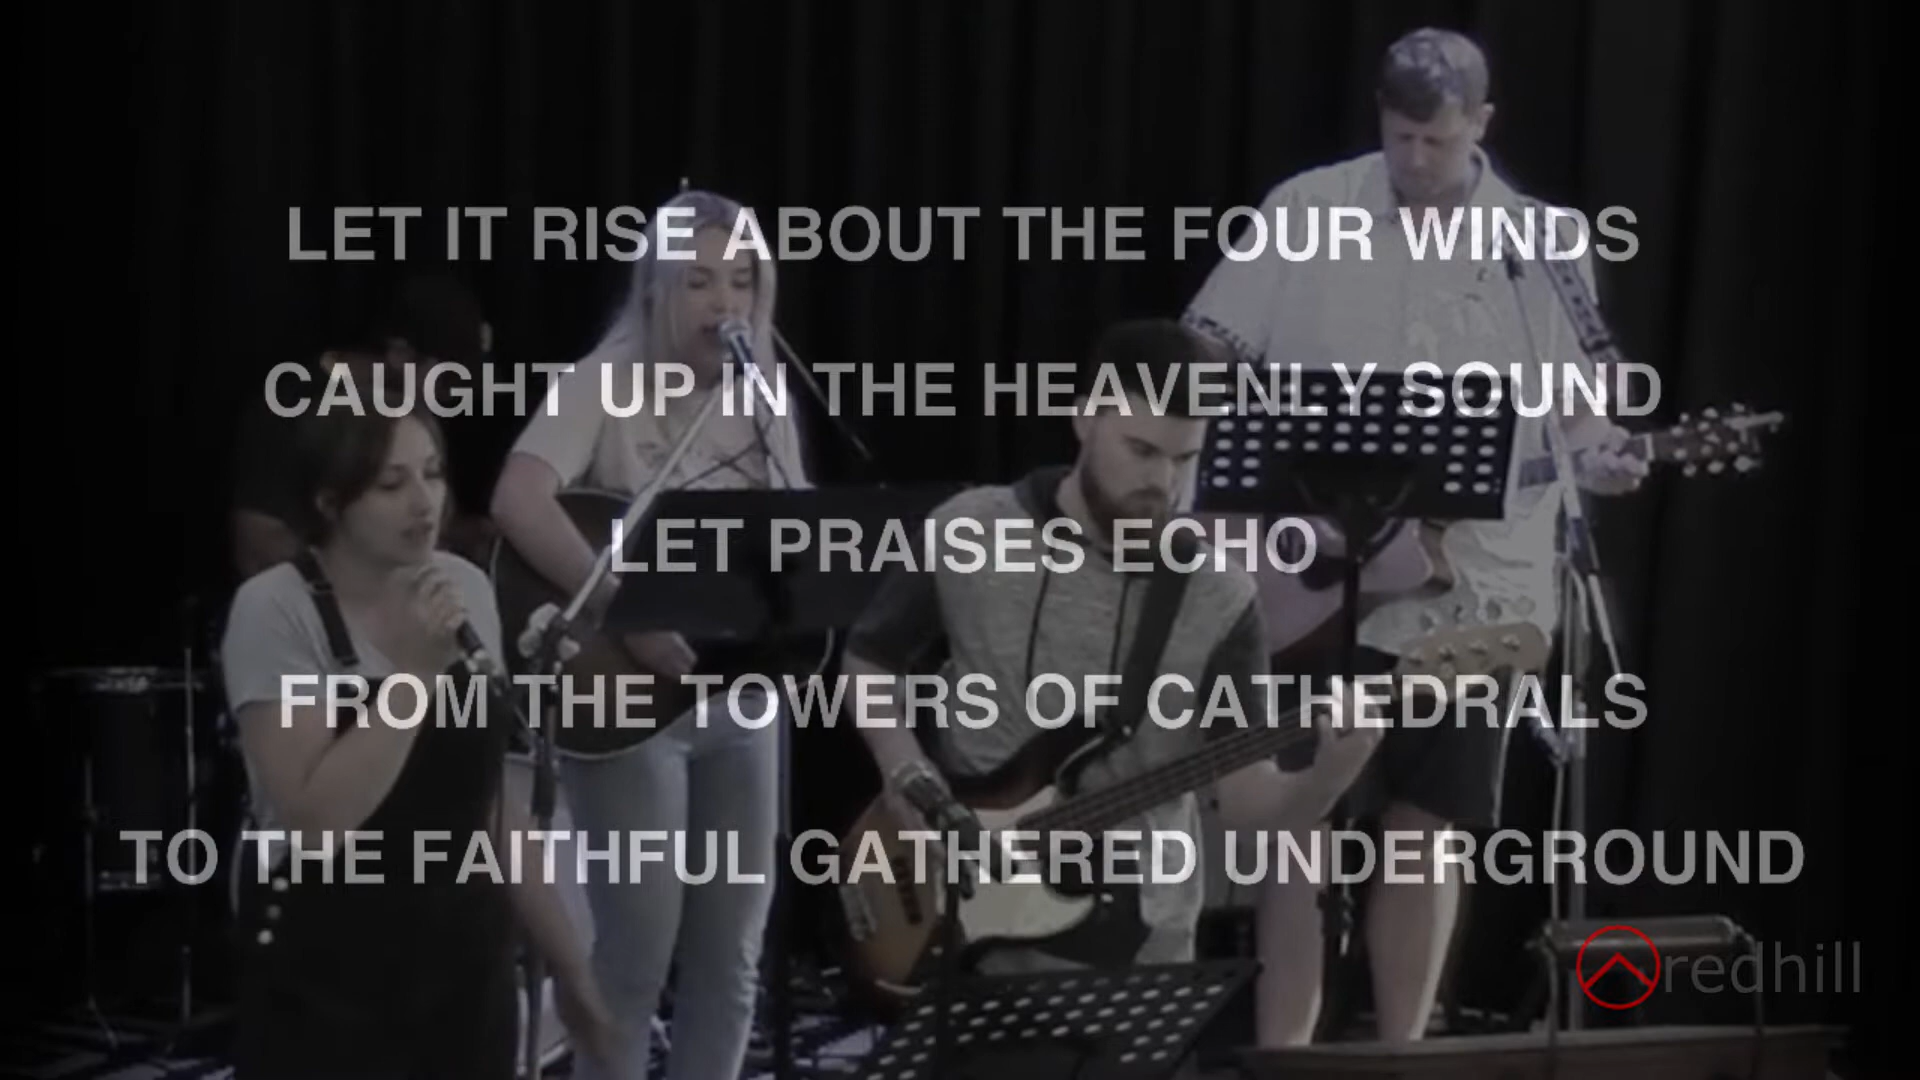 LET IT RISE ABOUT THE FOUR WINDS
CAUGHT UP IN THE HEAVENLY SOUND
LET PRAISES ECHO
FROM THE TOWERS OF CATHEDRALS
TO THE FAITHFUL GATHERED UNDERGROUND
redhill